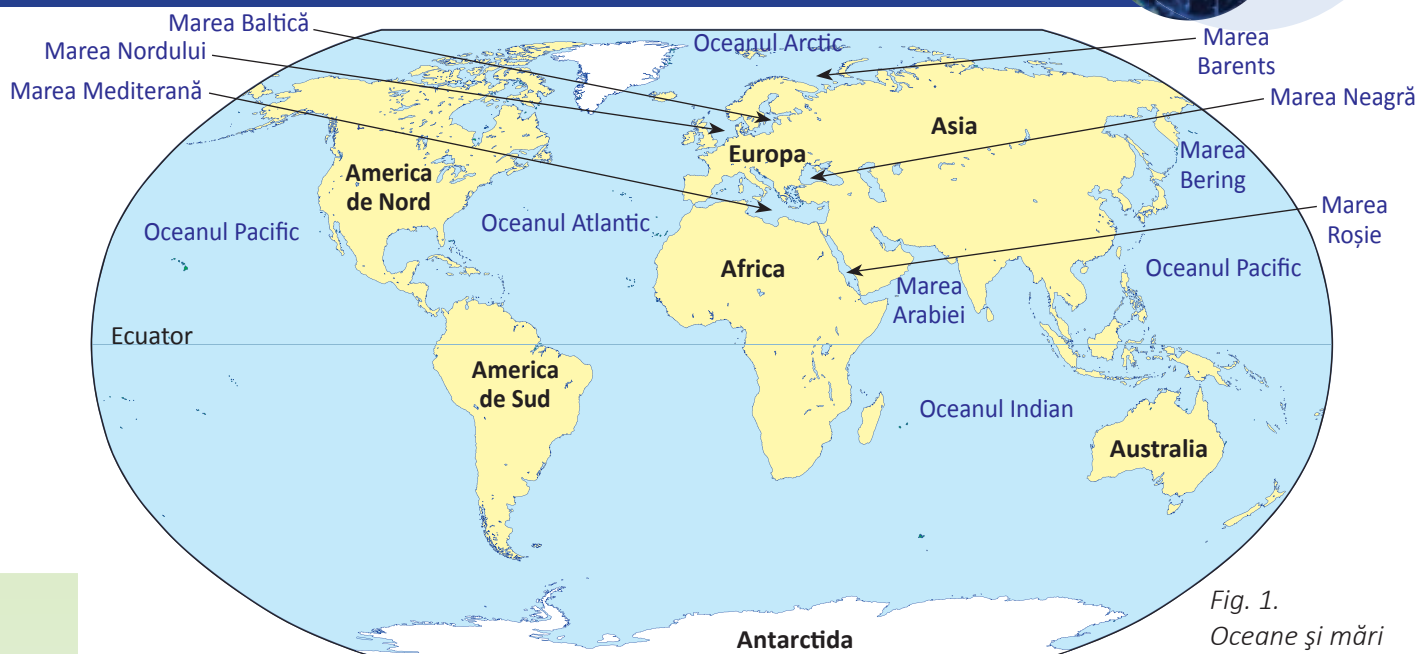 Marea Baltică
Marea Nordului
Marea Mediterană
Oceanul Arctic
Marea
Barents
Marea Neagră
Asia
Europa
America
de Nord
Marea
Bering
Marea
Roșie
Oceanul Pacific
Oceanul Atlantic
Africa
Marea
Arabiei
Oceanul Pacific
Ecuator
America
de Sud
Oceanul Indian
Australia
Antarctida
Fig. 1.
Oceane şi mări